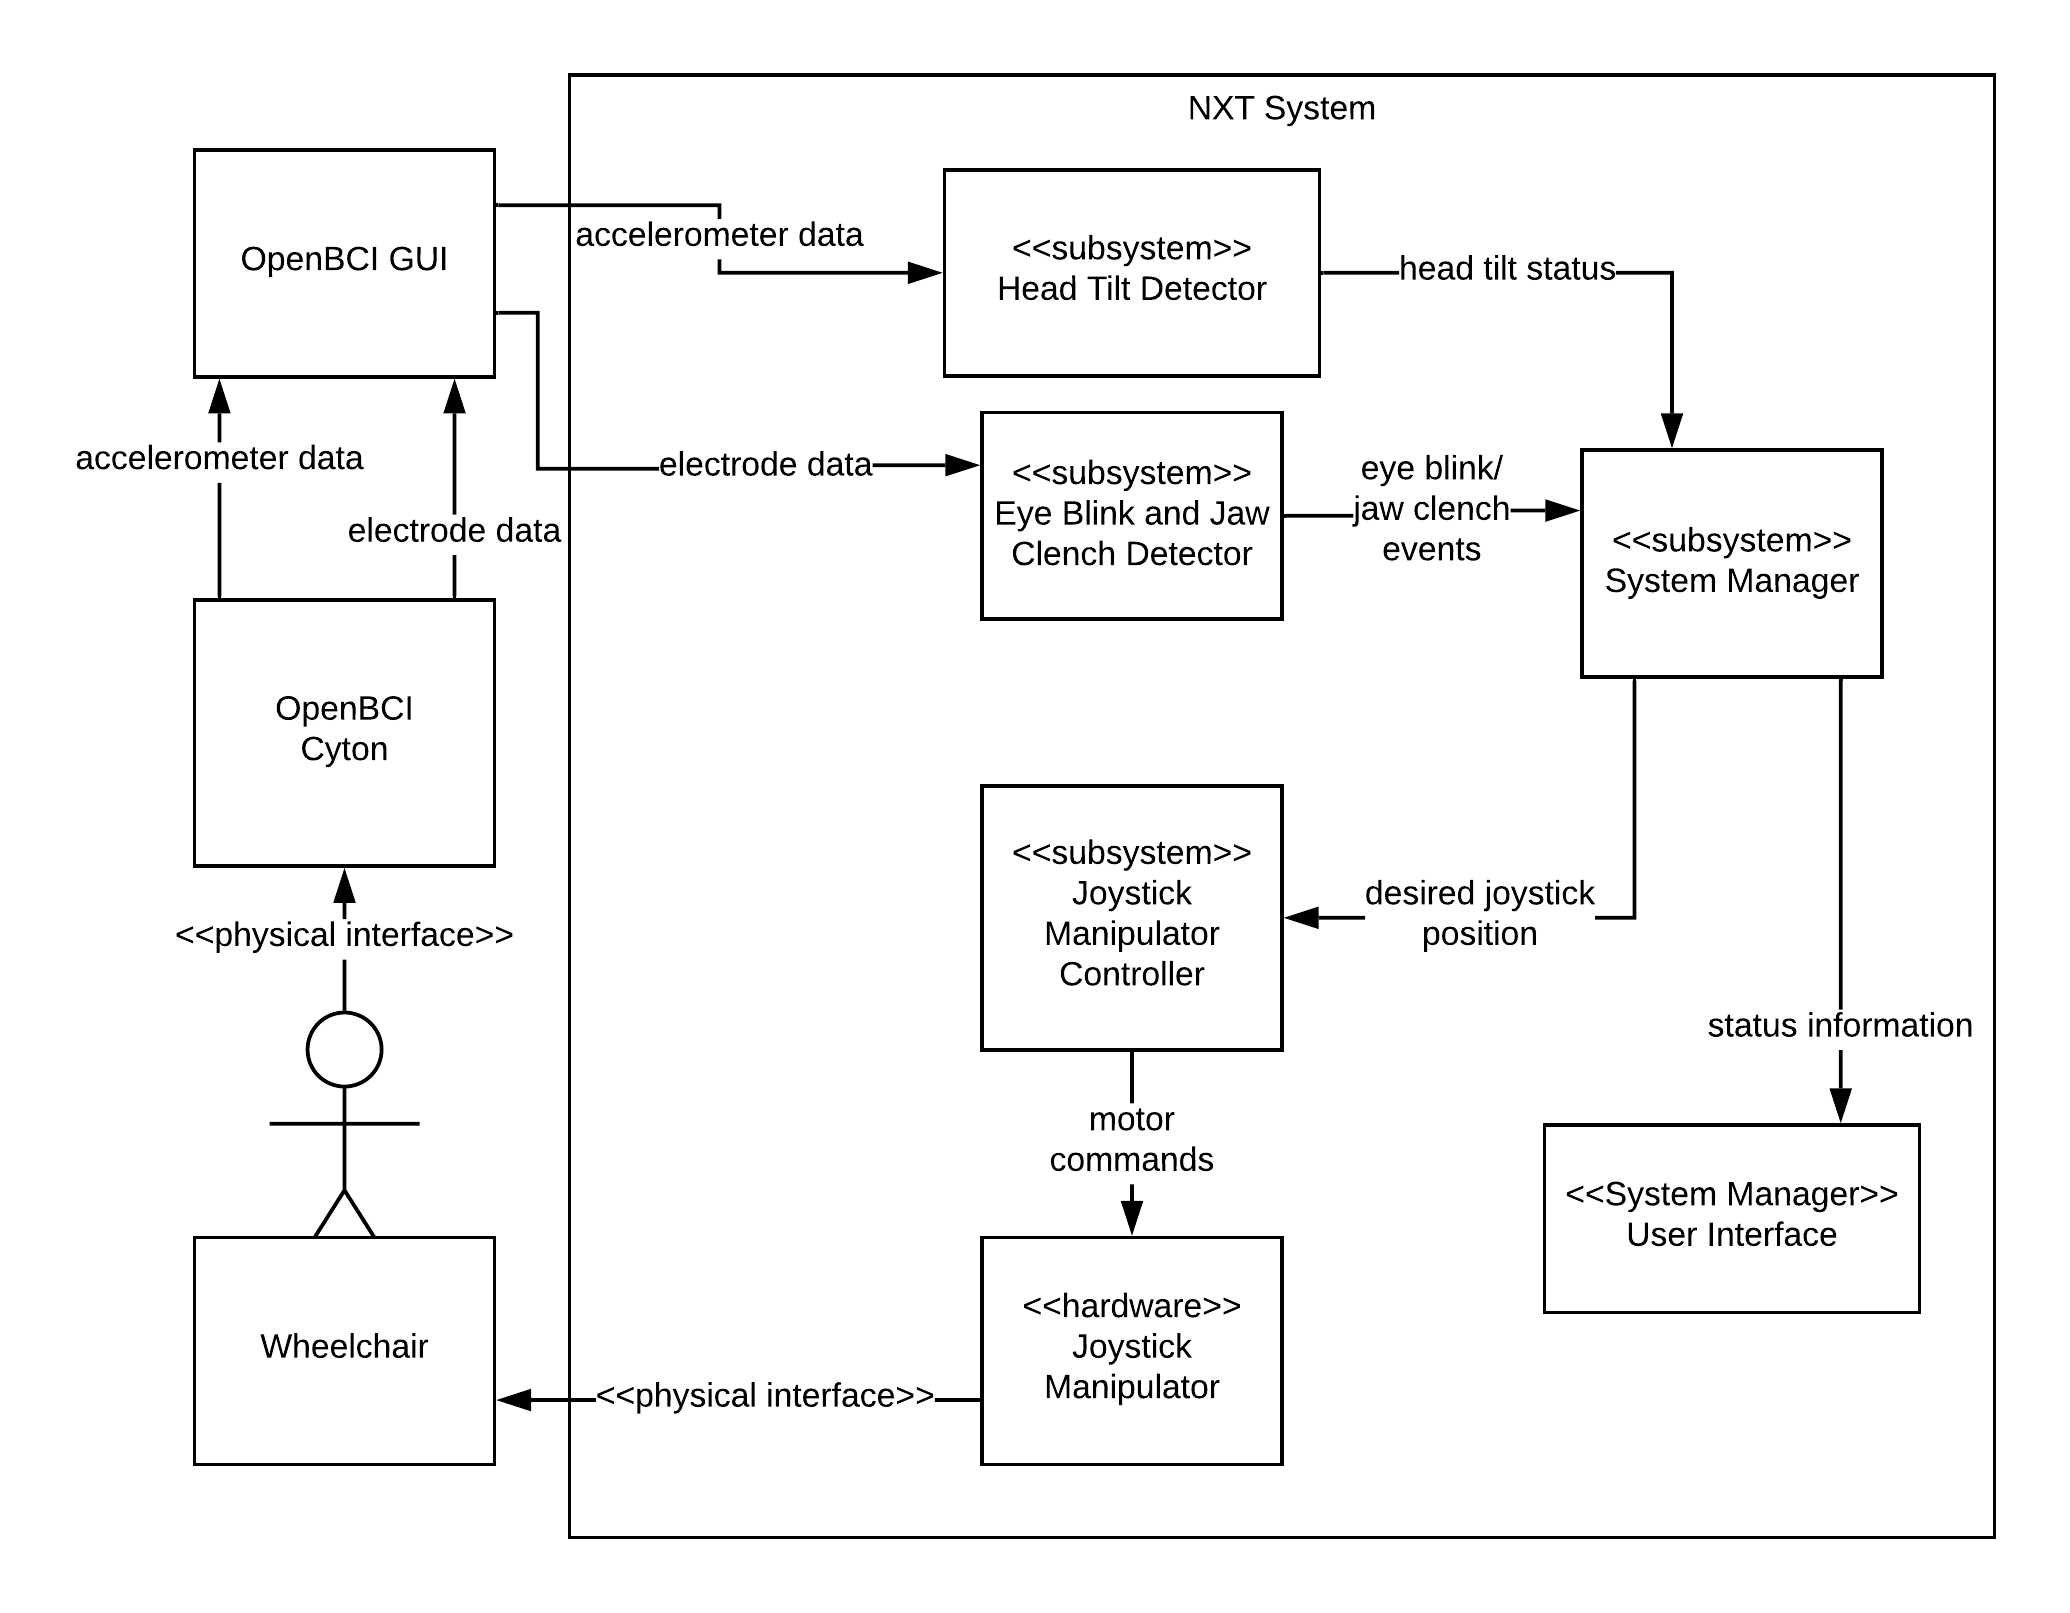 NXT System
OpenBCI GUI
accelerometer data
<<subsystem>>
Head Tilt Detector
head tilt status
accelerometer data
electrode data
electrode data
<<subsystem>>
Eye Blink and Jaw
Clench Detector
eye blink/
jaw clench
events
<<subsystem>>
System Manager
OpenBCI
Cyton
<<physical interface>>
<<subsystem>>
Joystick
Manipulator
Controller
desired joystick
position
status information
motor
commands
<<System Manager>>
User Interface
Wheelchair
<<physical interface>>
<<hardware>>
Joystick
Manipulator